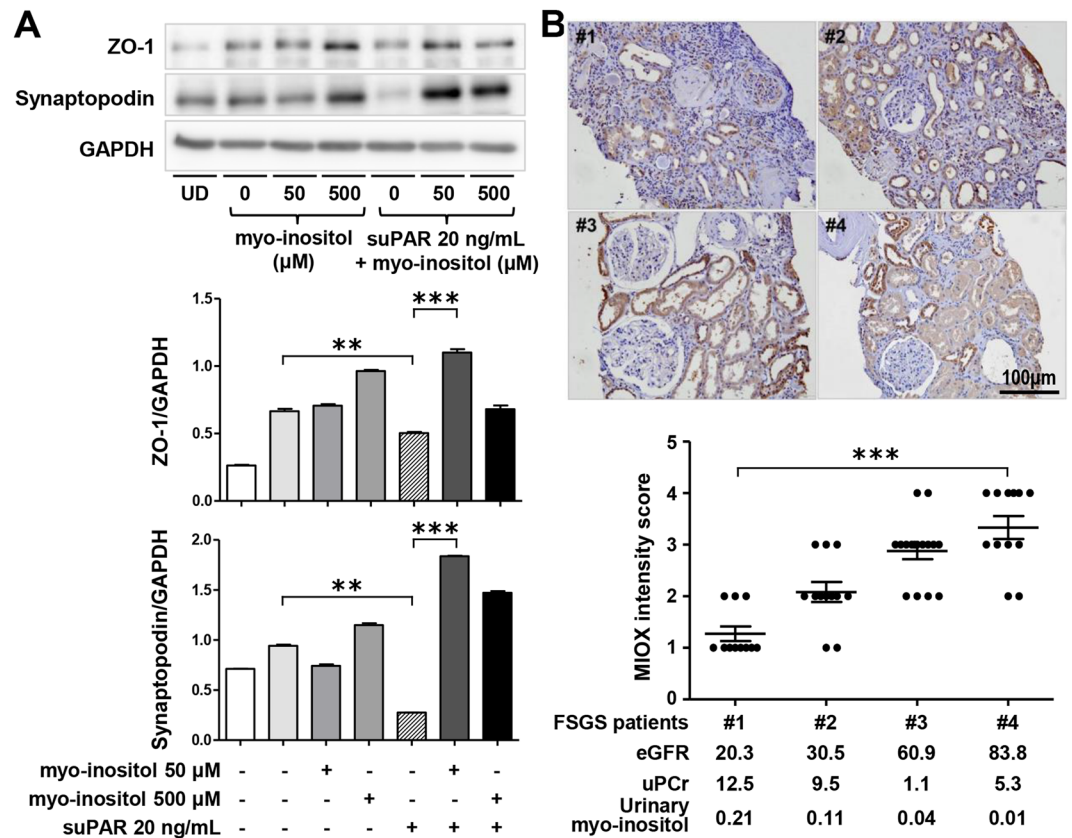 A
ZO-1
Synaptopodin
GAPDH
UD 0 50 500 0 50 500
myo-inositol (µM)
suPAR 20 ng/mL + myo-inositol (µM)
ZO-1/GAPDH
1.5
1.0
0.5
0.0
**
***
Synaptopodin/GAPDH
2.0
1.5
1.0
0.5
0.0
**
***
myo-inositol 50 µM - - + - - + -
myo-inositol 500 µM - - - + - - +
suPAR 20 ng/mL - - - - + + +
B
#1
#2
#3
#4
100µm
MIOX intensity score
5
4
3
2
1
0
***
FSGS patients #1 #2 #3 #4
eGFR 20.3 30.5 60.9 83.8
uPCr 12.5 9.5 1.1 5.3
Urinary myo-inositol 0.21 0.11 0.04 0.01